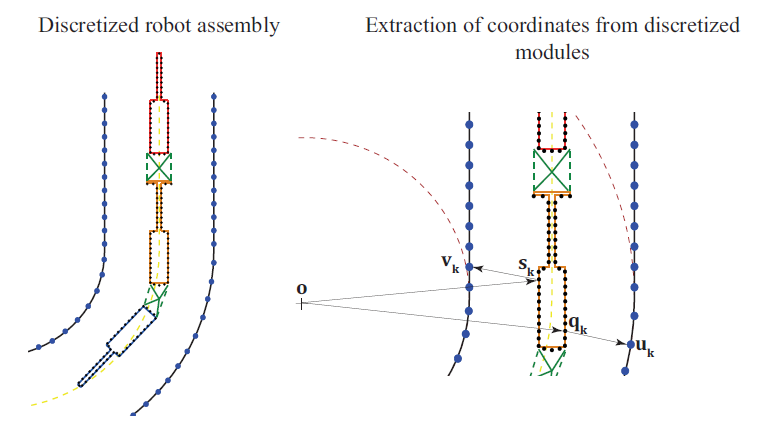 Discretized robot assembly
Extraction of coordinates from discretized
modules
v_k
s_k
o
q_k
u_k